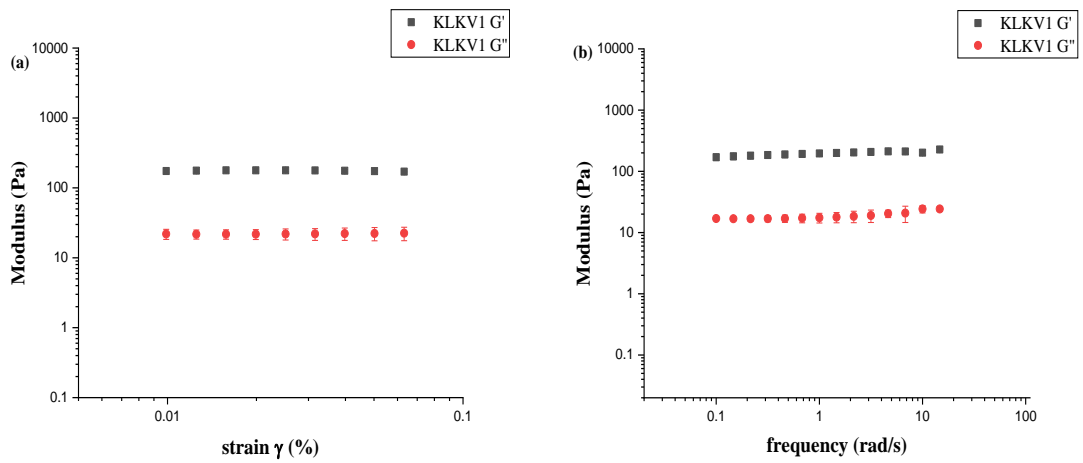 KLKV1 G'
KLKV1 G"
(a)
10000
1000
100
10
1
0.1
Modulus (Pa)
0.01
0.1
strain γ (%)
KLKV1 G'
KLKV1 G"
(b)
10000
1000
100
10
1
0.1
Modulus (Pa)
0.1
1
10
100
frequency (rad/s)